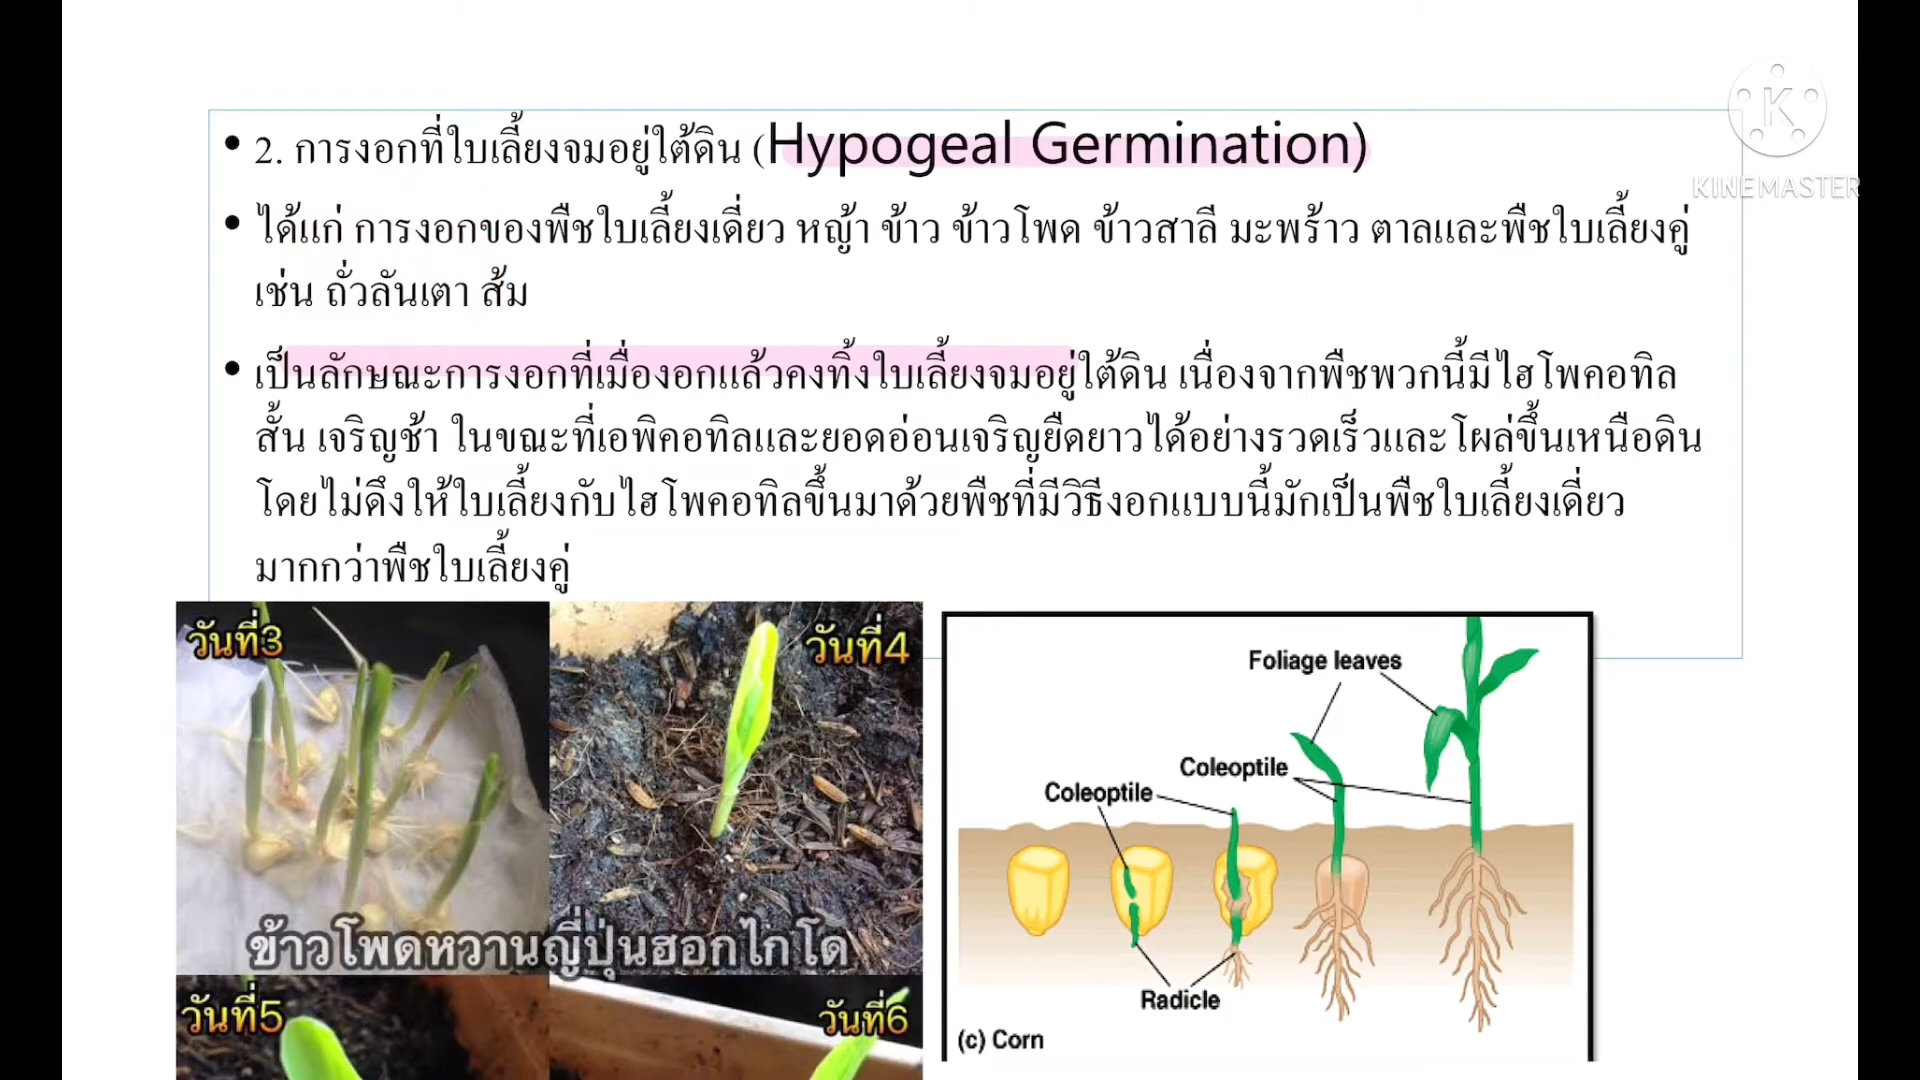 • 2. การงอกที่ใบเลี้ยงจมอยู่ใต้ดิน (Hypogeal Germination)
• ได้แก่ การงอกของพืชใบเลี้ยงเดี่ยว หญ้า ข้าว ข้าวโพด ข้าวสาลี มะพร้าว ตาลและพืชใบเลี้ยงคู่
เช่น ถั่วลันเตา ส้ม
• เป็นลักษณะการงอกที่เมื่องอกแล้วคงทิ้งใบเลี้ยงจมอยู่ใต้ดิน เนื่องจากพืชพวกนี้มีไฮโพคอทิล
สั้น เจริญช้า ในขณะที่เอพิคอทิลและยอดอ่อนเจริญยืดยาวได้อย่างรวดเร็วและโผล่ขึ้นเหนือดิน
โดยไม่ดึงให้ใบเลี้ยงกับไฮโพคอทิลขึ้นมาด้วยพืชที่มีวิธีงอกแบบนี้มักเป็นพืชใบเลี้ยงเดี่ยว
มากกว่าพืชใบเลี้ยงคู่
K
KINEMASTER
วันที่3
วันที่4
ข้าวโพดหวานญี่ปุ่นฮอกไกโด
วันที่5
วันที่6
Foliage leaves
Coleoptile
Coleoptile
Radicle
(c) Corn